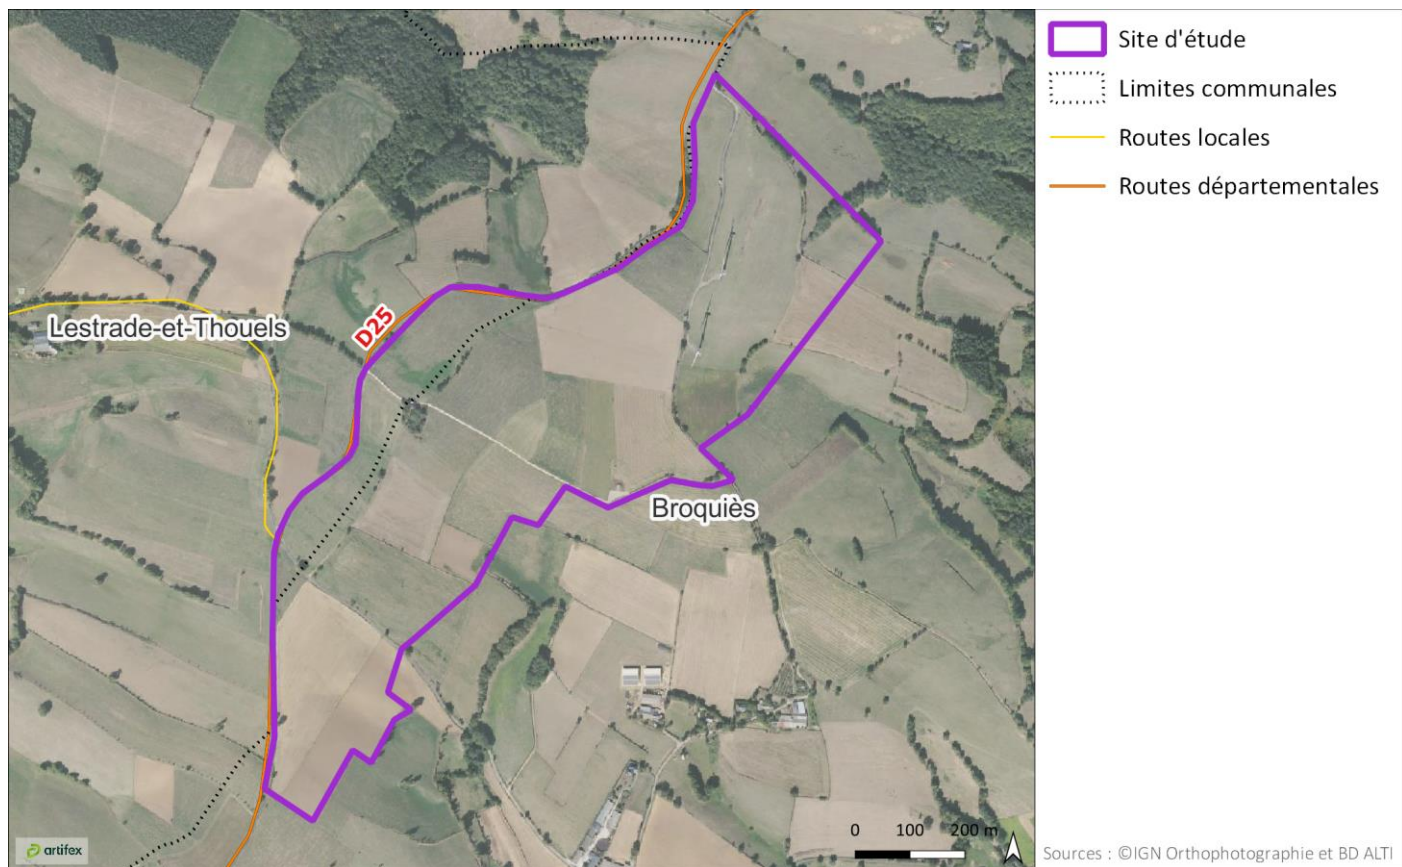 Site d'étude
Limites communales
Routes locales
Routes départementales
D25
Lestrade-et-Thouels
Broquiès
0 100 200 m
artifex
Sources : ©IGN Orthophotographie et BD ALTI